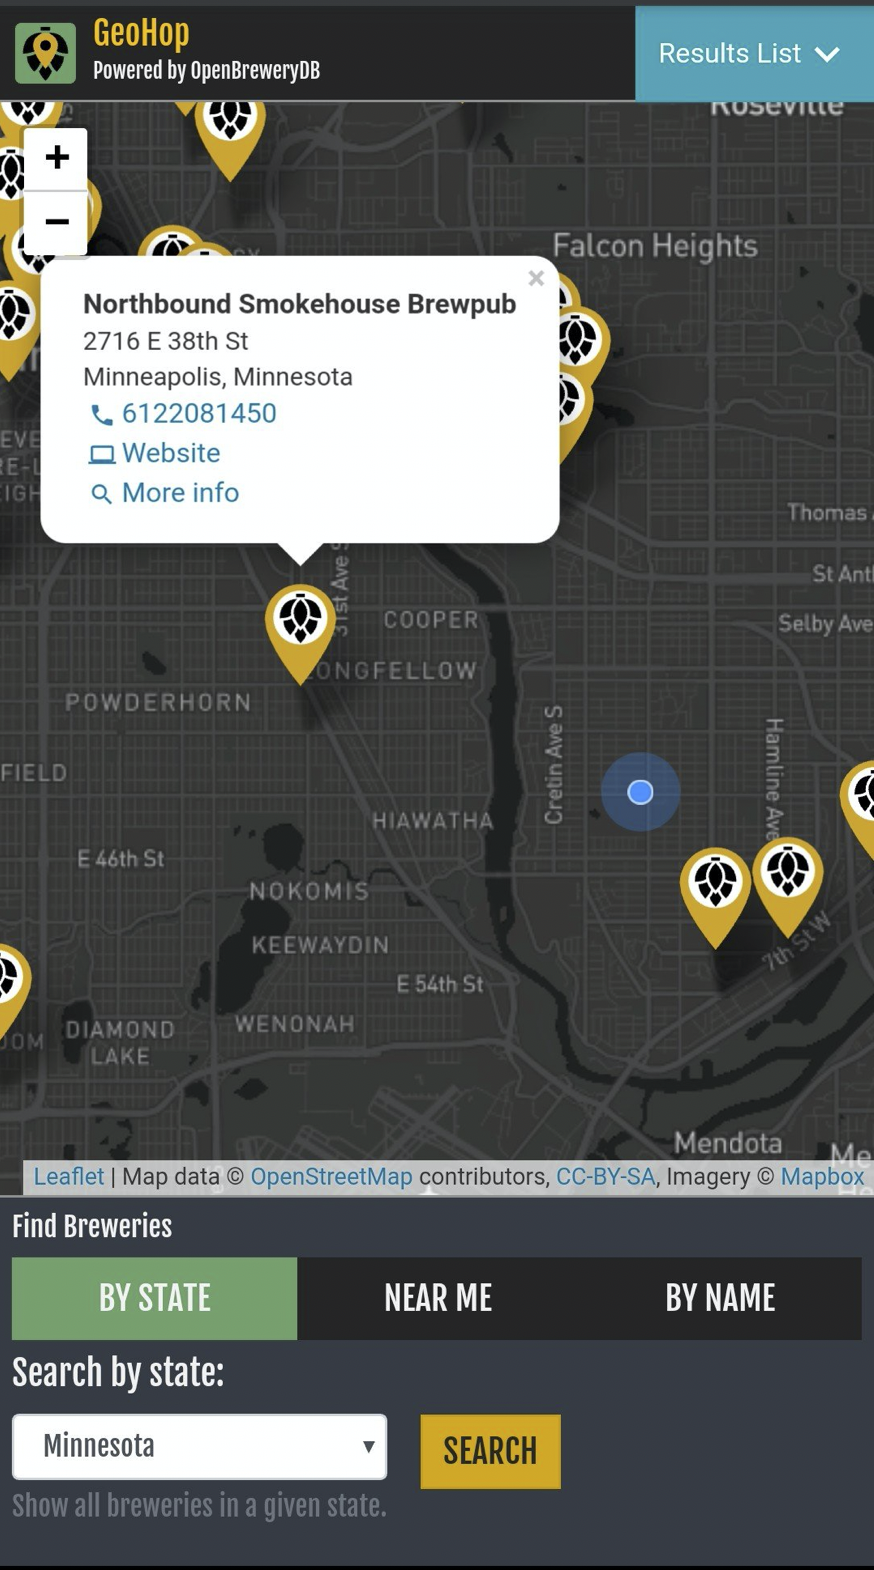 GeoHop
Powered by OpenBreweryDB
Results List
Roseville
+
−
Falcon Heights
×
Northbound Smokehouse Brewpub
2716 E 38th St
Minneapolis, Minnesota
6122081450
Website
More info
Thomas
St Ant
31st Ave S
COOPER
Selby Ave
LONGFELLOW
POWDERHORN
Cretin Ave S
Hamline Ave
FIELD
HIAWATHA
E 46th St
NOKOMIS
KEEWAYDIN
7th St W
E 54th St
WENONAH
DIAMOND
LAKE
OOM
Mendota
Me
Leaflet | Map data © OpenStreetMap contributors, CC-BY-SA, Imagery © Mapbox
Find Breweries
BY STATE
NEAR ME
BY NAME
Search by state:
Minnesota
SEARCH
Show all breweries in a given state.